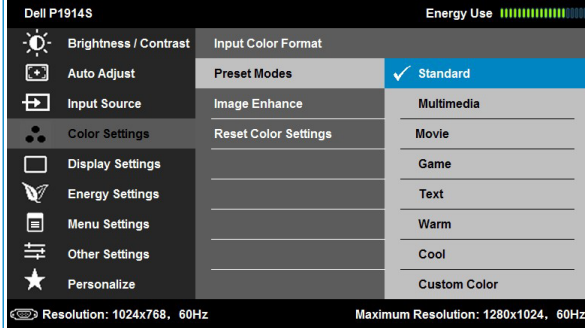 Dell P1914S Energy Use
Brightness / Contrast Input Color Format
Auto Adjust Preset Modes Standard
Input Source Image Enhance Multimedia
Color Settings Reset Color Settings Movie
Display Settings Game
Energy Settings Text
Menu Settings Warm
Other Settings Cool
Personalize Custom Color
Resolution: 1024x768, 60Hz Maximum Resolution: 1280x1024, 60Hz